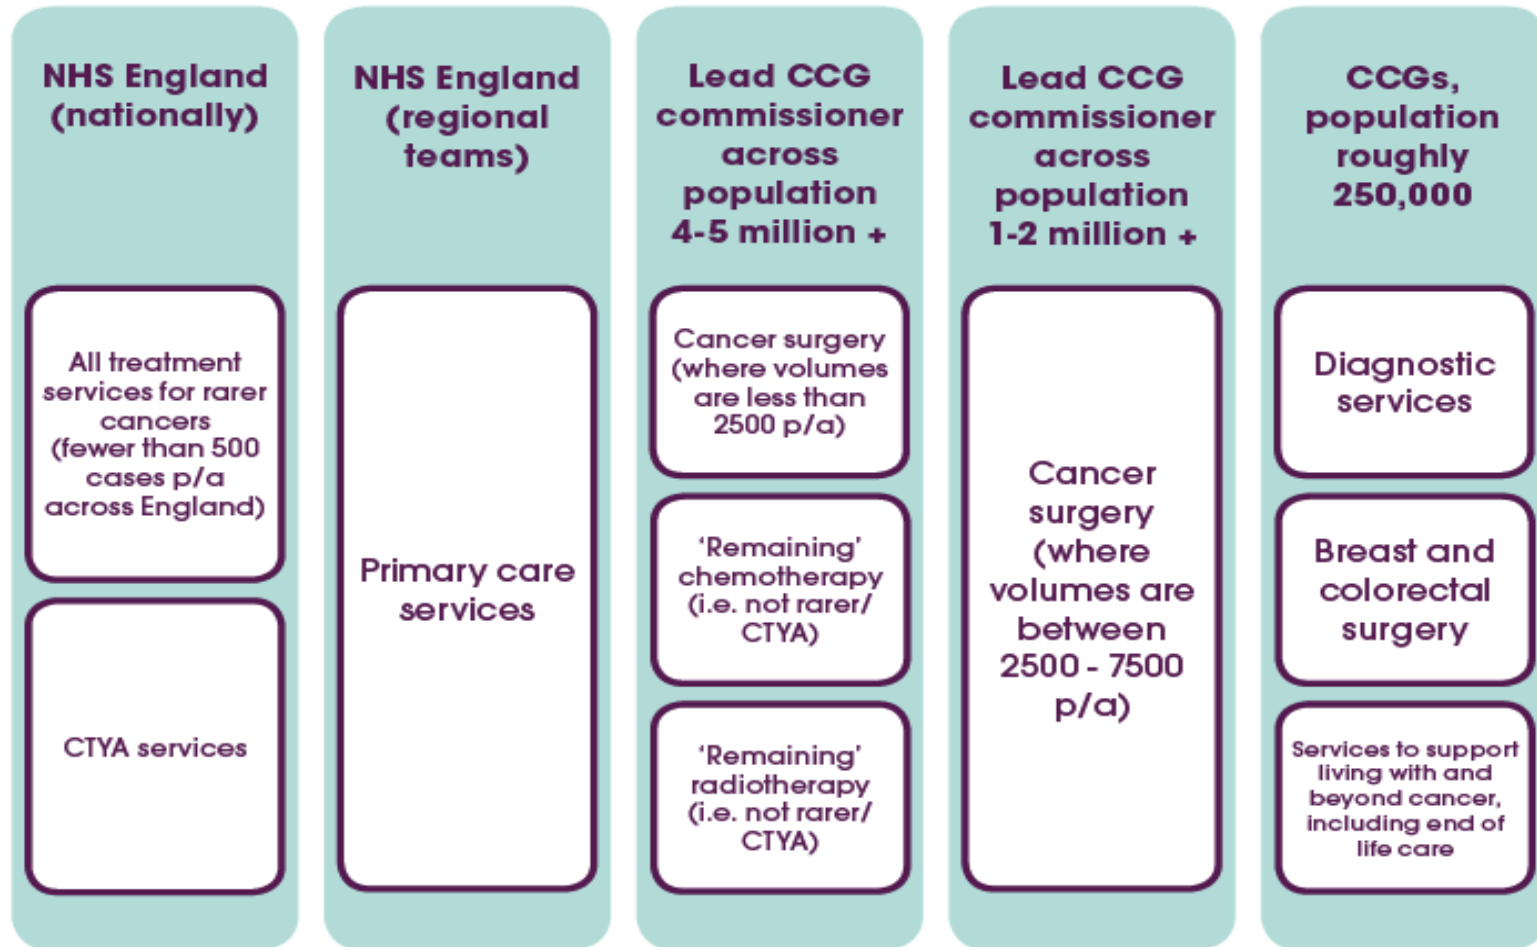 NHS England
(nationally)
All treatment
services for rarer
cancers
(fewer than 500
cases p/a
across England)
CTYA services
NHS England
(regional
teams)
Primary care
services
Lead CCG
commissioner
across
population
4-5 million +
Cancer surgery
(where volumes
are less than
2500 p/a)
‘Remaining’
chemotherapy
(i.e. not rarer/
CTYA)
‘Remaining’
radiotherapy
(i.e. not rarer/
CTYA)
Lead CCG
commissioner
across
population
1-2 million +
Cancer
surgery
(where
volumes are
between
2500 - 7500
p/a)
CCGs,
population
roughly
250,000
Diagnostic
services
Breast and
colorectal
surgery
Services to support
living with and
beyond cancer,
including end of
life care